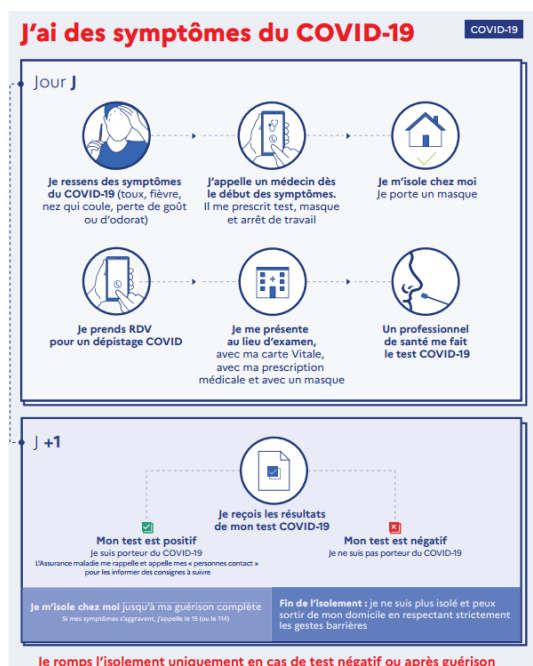 J'ai des symptômes du COVID-19
COVID-19
Jour J
Je ressens des symptômes
du COVID-19 (toux, fièvre,
nez qui coule, perte de goût
ou d'odorat)
J'appelle un médecin dès
le début des symptômes.
Il me prescrit test, masque
et arrêt de travail
Je m'isole chez moi
Je porte un masque
Je prends RDV
pour un dépistage COVID
Je me présente
au lieu d'examen,
avec ma carte Vitale,
avec ma prescription
médicale et avec un masque
Un professionnel
de santé me fait
le test COVID-19
J +1
Je reçois les résultats
de mon test COVID-19
Mon test est positif
Je suis porteur du COVID-19
L'Assurance maladie me rappelle et appelle mes « personnes contact »
pour les informer des consignes à suivre
Mon test est négatif
Je ne suis pas porteur du COVID-19
Je m'isole chez moi jusqu'à ma guérison complète
Si mes symptômes s'aggravent, j'appelle le 15 (ou le 114)
Fin de l'isolement : je ne suis plus isolé et peux
sortir de mon domicile en respectant strictement
les gestes barrières
Je romps l'isolement uniquement en cas de test négatif ou après guérison